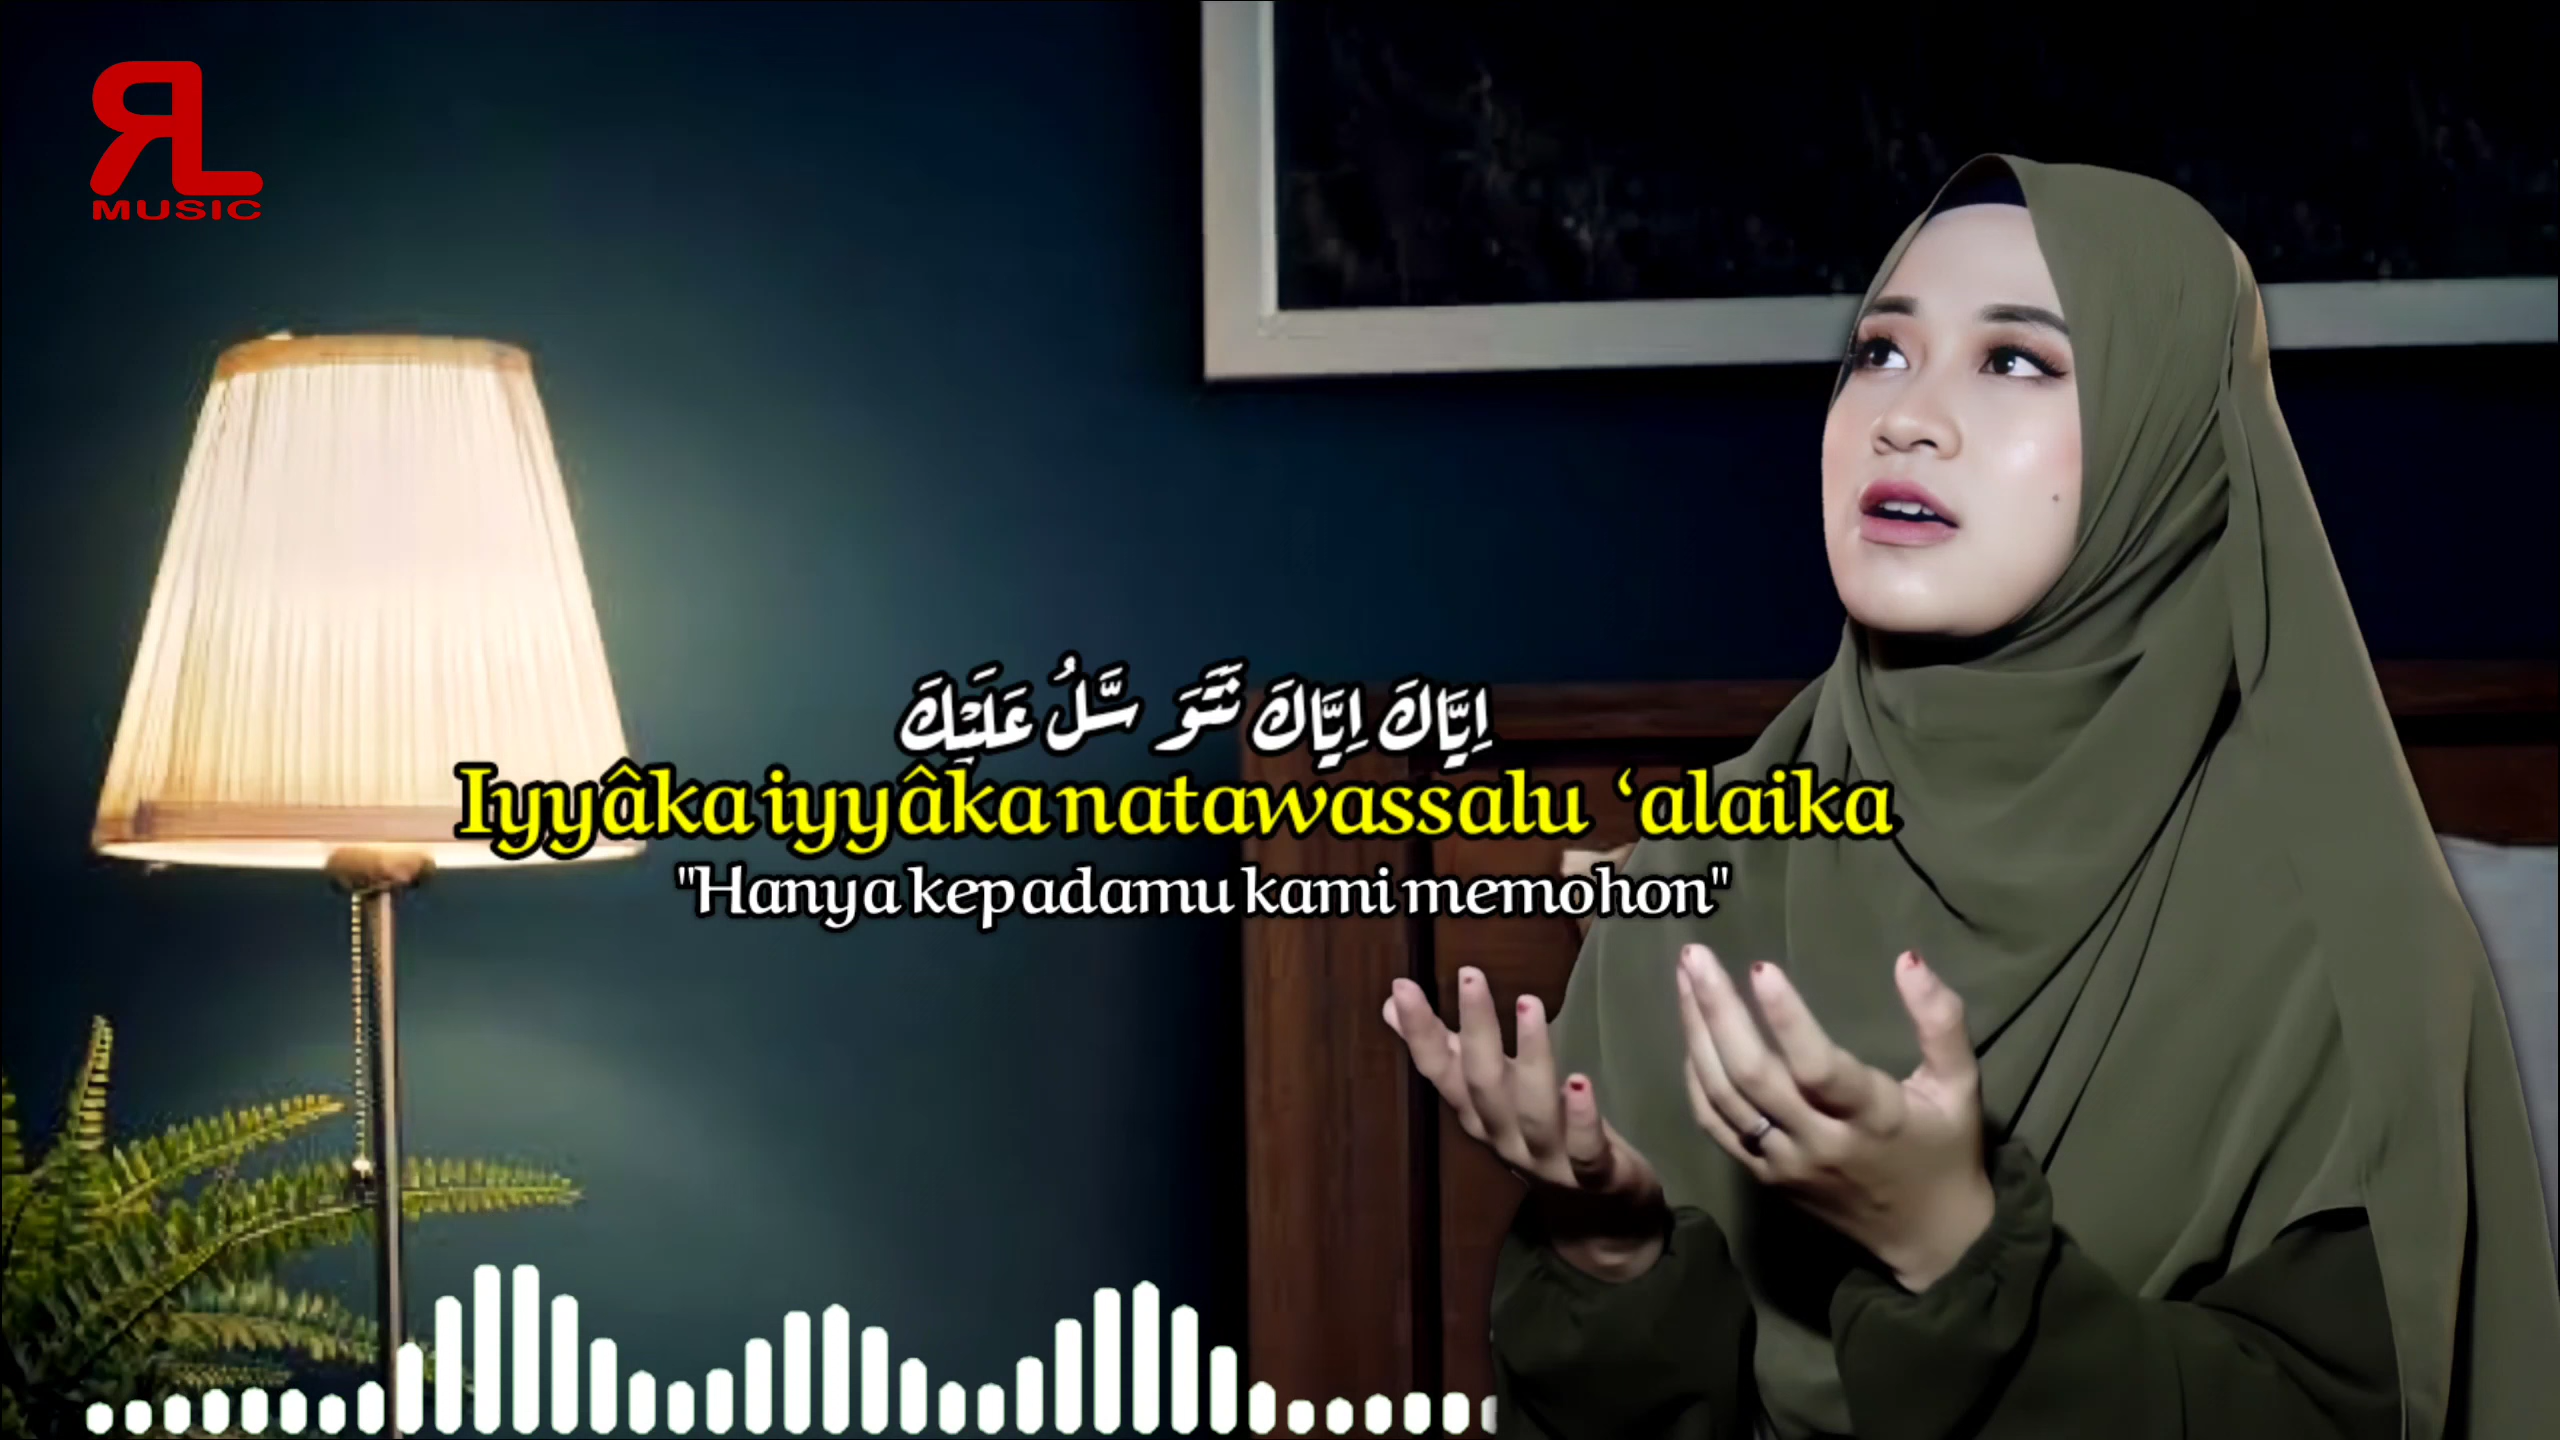 RL
MUSIC
اِيَّاكَ اِيَّاكَ نَتَوَ سَّلُ عَلَيْكَ
Iyyâka iyyâka natawassalu ‘alaika
"Hanya kepadamu kami memohon"